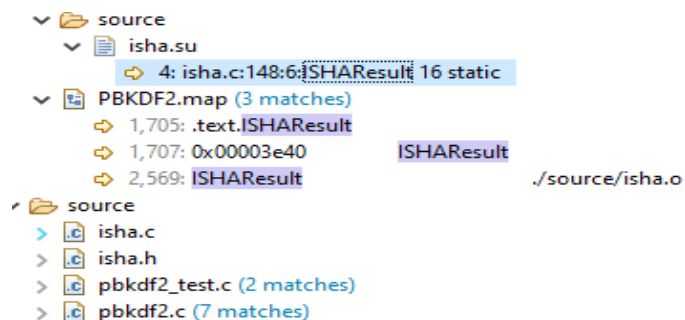 source
isha.su
4: isha.c:148:6:ISHAResult 16 static
PBKDF2.map (3 matches)
1,705: .text.ISHAResult
1,707: 0x00003e40 ISHAResult
2,569: ISHAResult ./source/isha.o
source
isha.c
isha.h
pbkdf2_test.c (2 matches)
pbkdf2.c (7 matches)